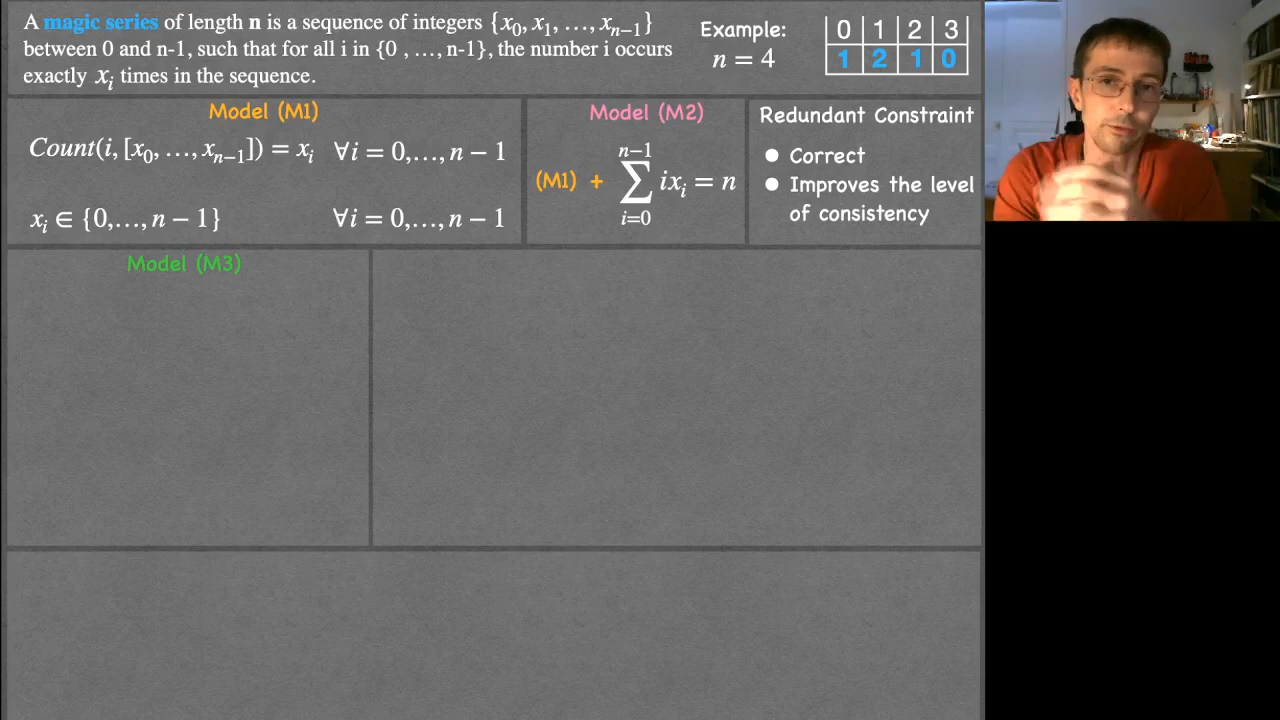 A magic series of length n is a sequence of integers {x₀, x₁, …, xₙ₋₁}
between 0 and n-1, such that for all i in {0 , …, n-1}, the number i occurs
exactly xᵢ times in the sequence.
Example:
n = 4
0 1 2 3
1 2 1 0
Model (M1)
Count(i, [x₀, …, xₙ₋₁]) = xᵢ ∀i = 0,…, n − 1
xᵢ ∈ {0,…, n − 1} ∀i = 0,…, n − 1
Model (M2)
n−1
(M1) + ∑ ixᵢ = n
i=0
Redundant Constraint
● Correct
● Improves the level
of consistency
Model (M3)